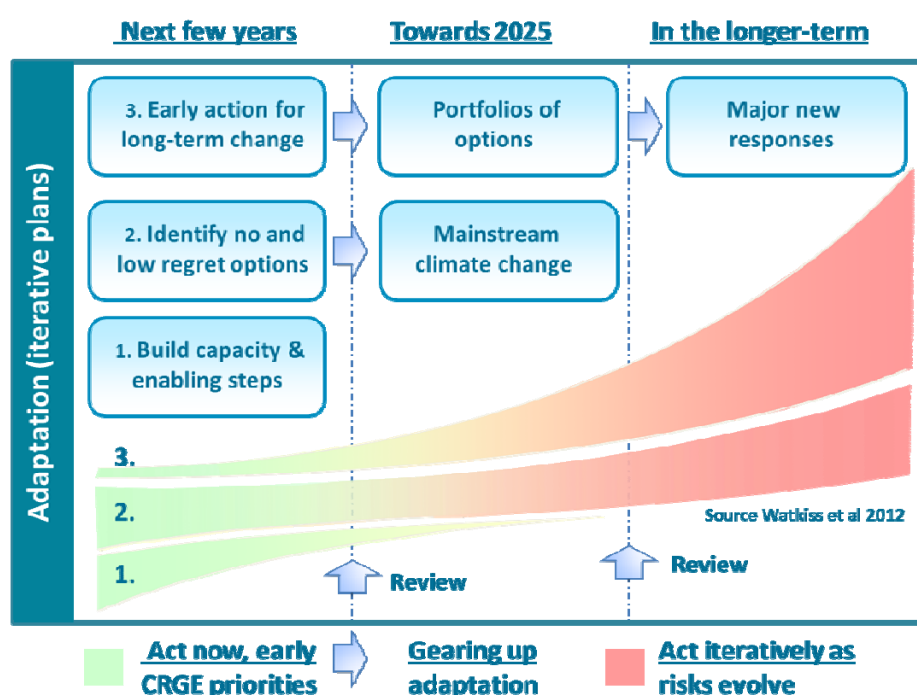 Next few years
Towards 2025
In the longer-term
Adaptation (iterative plans)
3. Early action for
long-term change
Portfolios of
options
Major new
responses
2. Identify no and
low regret options
Mainstream
climate change
1. Build capacity &
enabling steps
3.
2.
1.
Source Watkiss et al 2012
Review
Review
Act now, early
CRGE priorities
Gearing up
adaptation
Act iteratively as
risks evolve